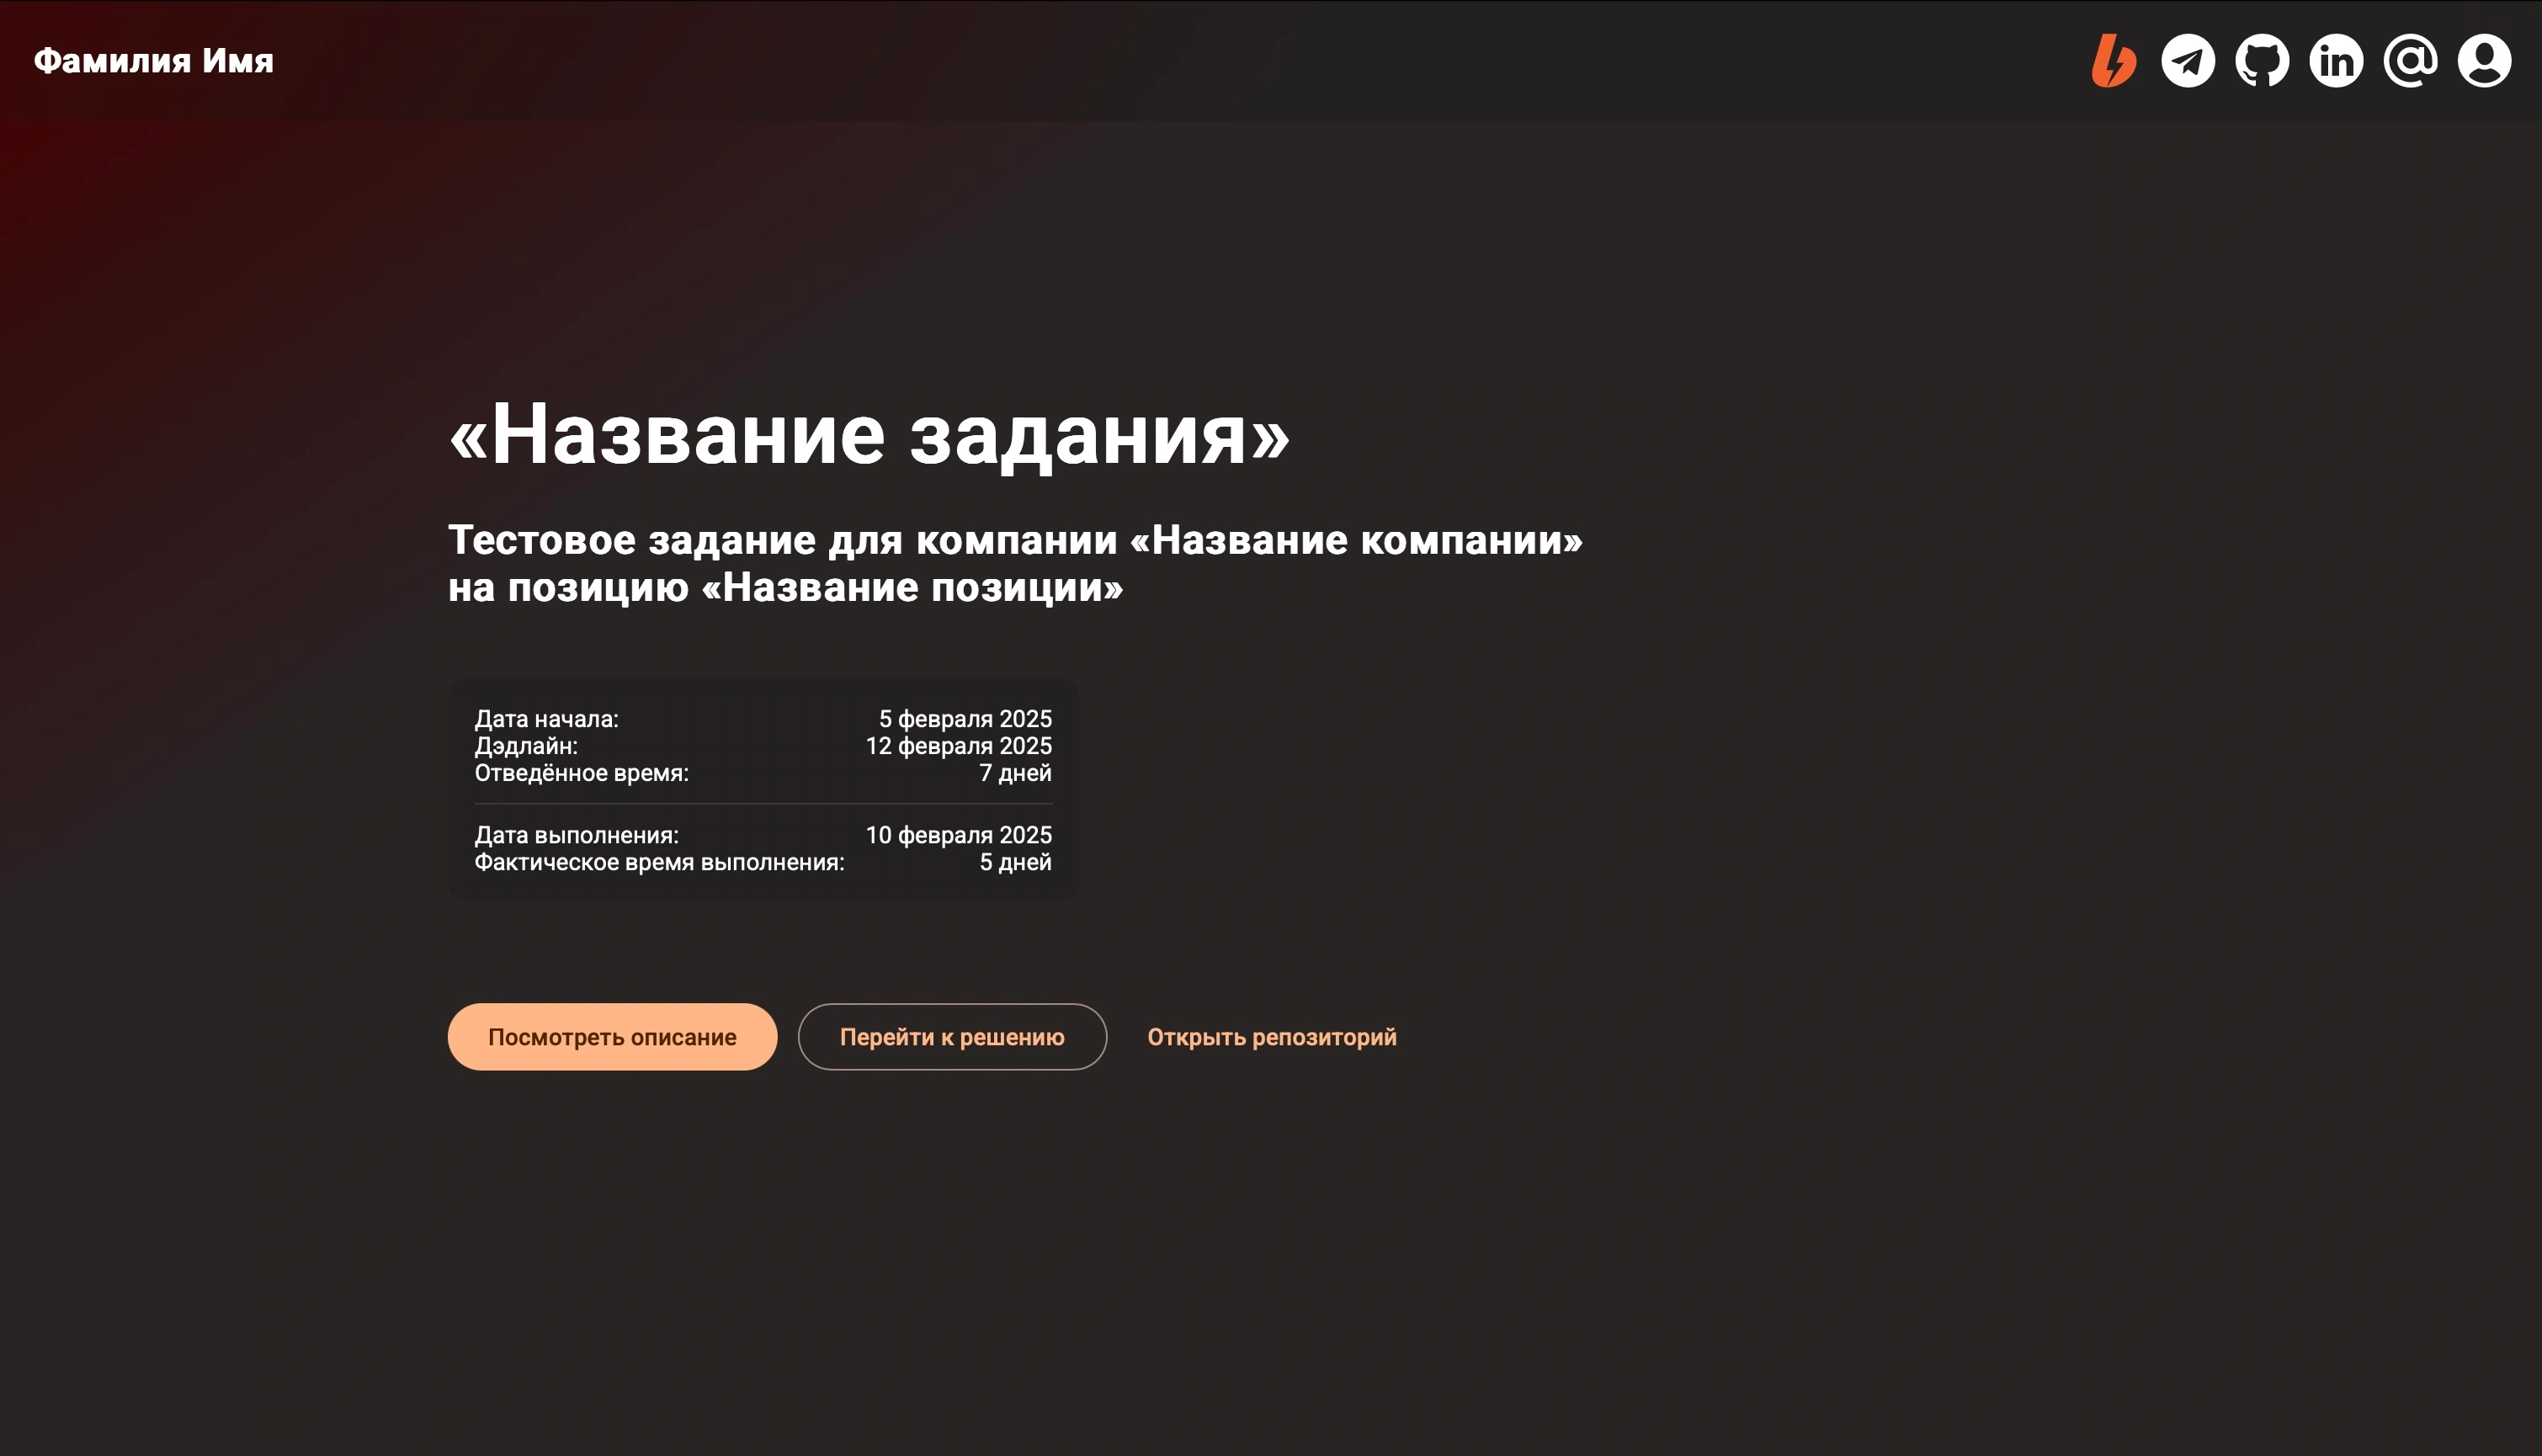 Фамилия Имя
«Название задания»
Тестовое задание для компании «Название компании»
на позицию «Название позиции»
Дата начала: 5 февраля 2025
Дэдлайн: 12 февраля 2025
Отведённое время: 7 дней
Дата выполнения: 10 февраля 2025
Фактическое время выполнения: 5 дней
Посмотреть описание Перейти к решению Открыть репозиторий